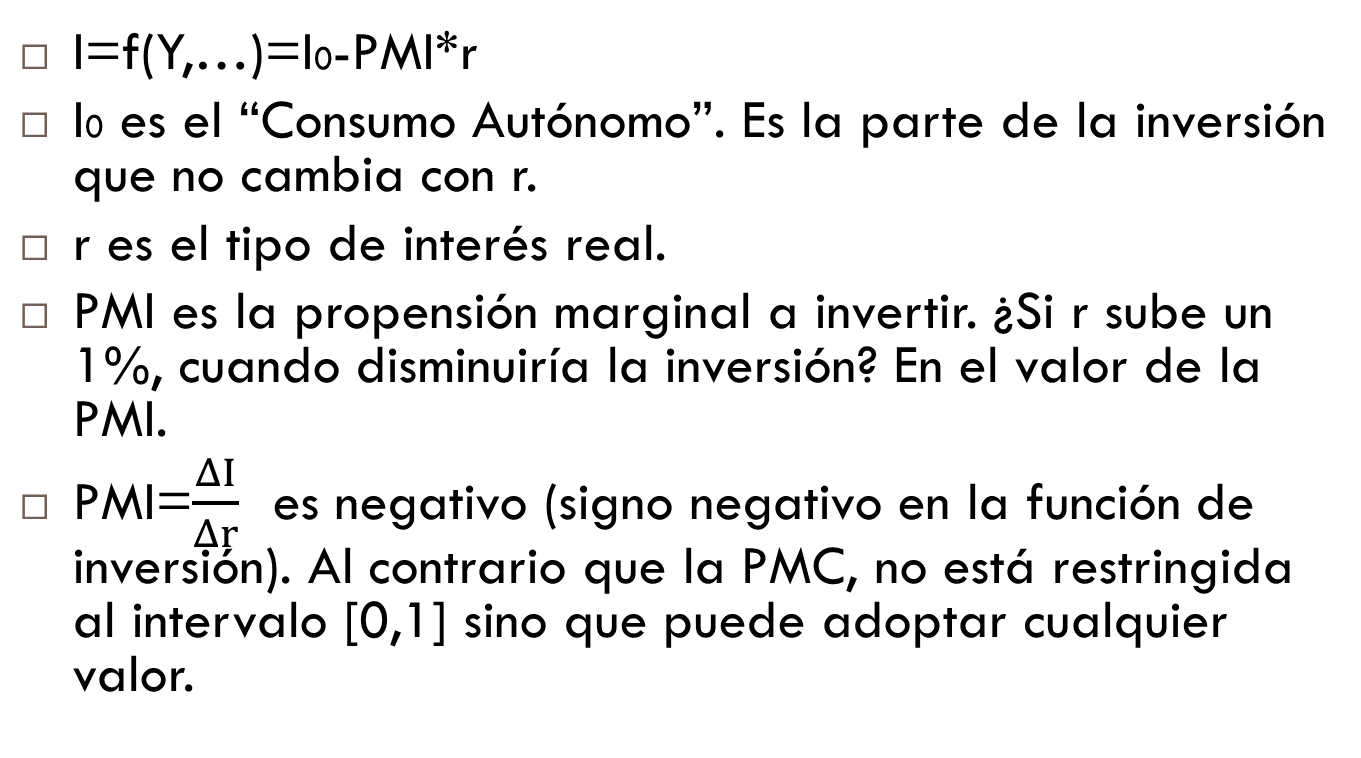 I=f(Y,…)=I₀-PMI*r
I₀ es el “Consumo Autónomo”. Es la parte de la inversión
que no cambia con r.
r es el tipo de interés real.
PMI es la propensión marginal a invertir. ¿Si r sube un
1%, cuando disminuiría la inversión? En el valor de la
PMI.
PMI=ΔI/Δr es negativo (signo negativo en la función de
inversión). Al contrario que la PMC, no está restringida
al intervalo [0,1] sino que puede adoptar cualquier
valor.